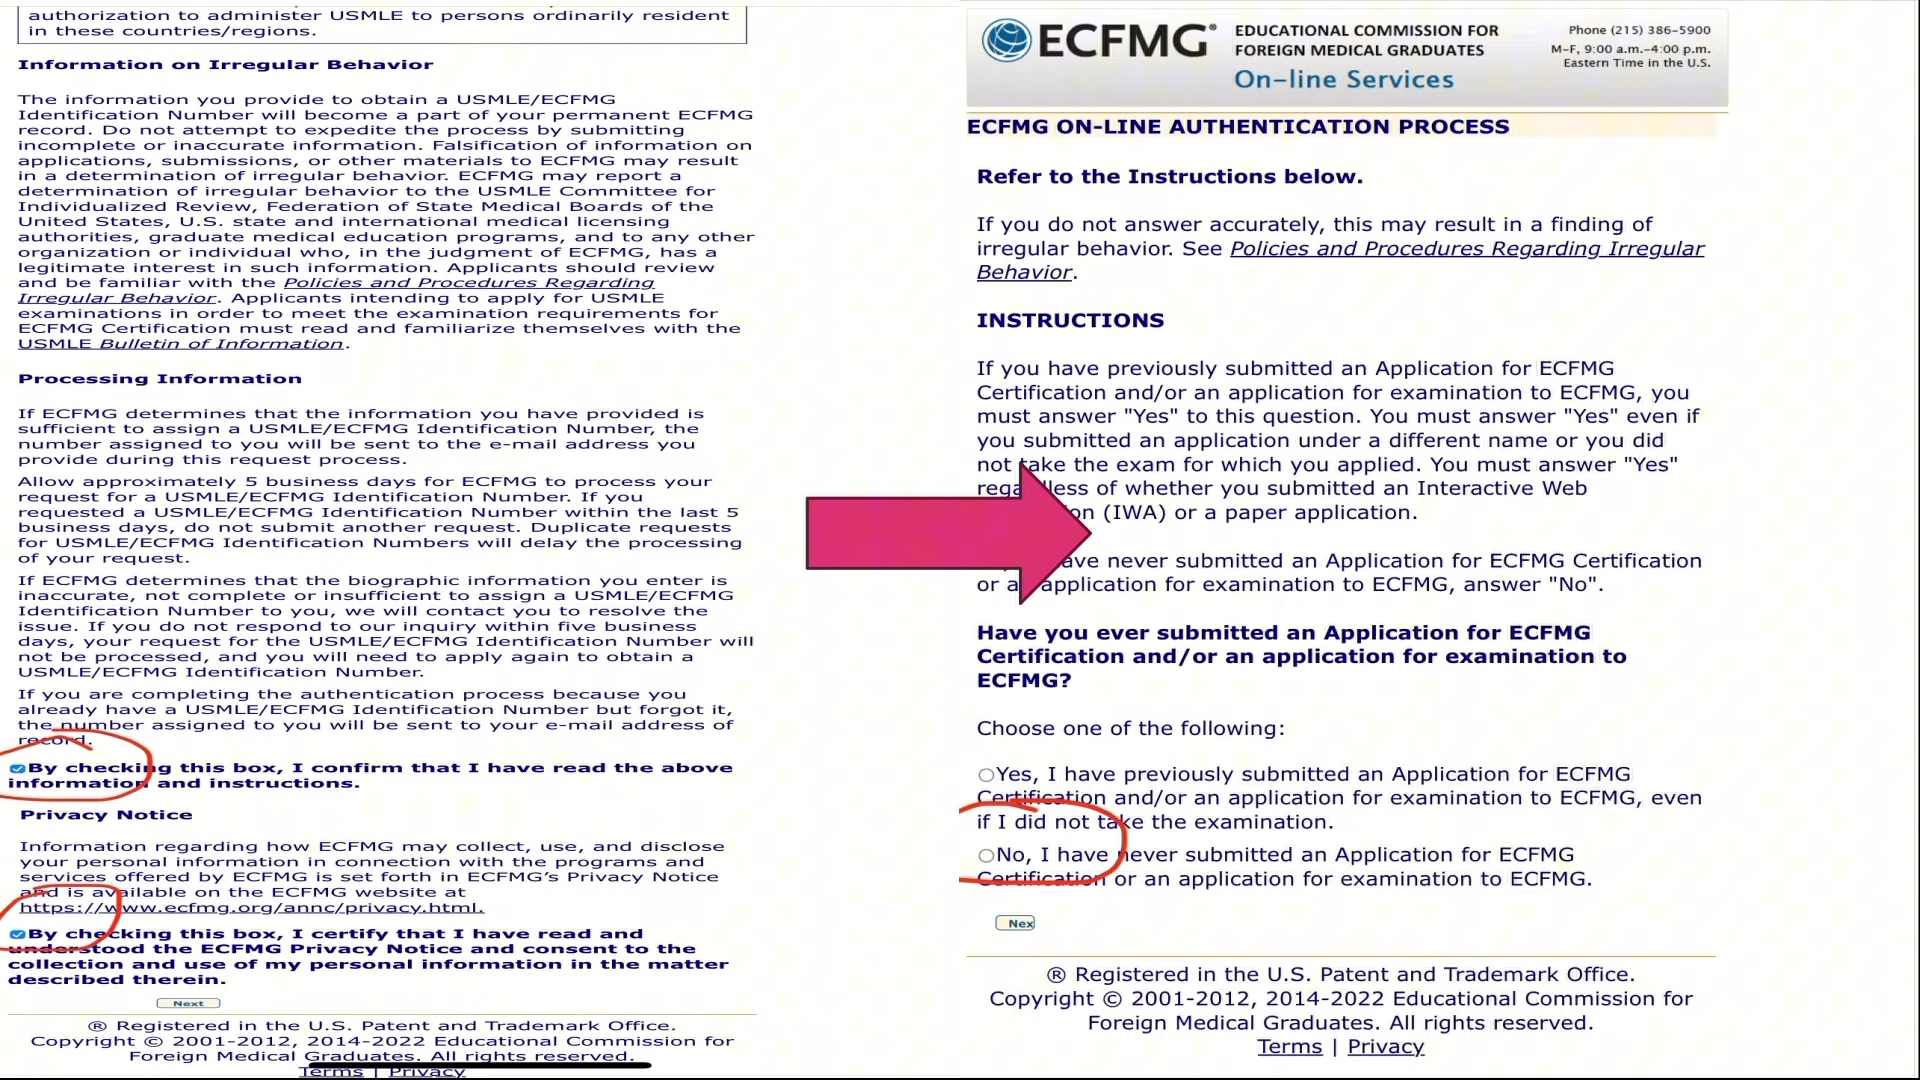 authorization to administer USMLE to persons ordinarily resident
in these countries/regions.
Information on Irregular Behavior
The information you provide to obtain a USMLE/ECFMG
Identification Number will become a part of your permanent ECFMG
record. Do not attempt to expedite the process by submitting
incomplete or inaccurate information. Falsification of information on
applications, submissions, or other materials to ECFMG may result
in a determination of irregular behavior. ECFMG may report a
determination of irregular behavior to the USMLE Committee for
Individualized Review, Federation of State Medical Boards of the
United States, U.S. state and international medical licensing
authorities, graduate medical education programs, and to any other
organization or individual who, in the judgment of ECFMG, has a
legitimate interest in such information. Applicants should review
and be familiar with the Policies and Procedures Regarding
Irregular Behavior. Applicants intending to apply for USMLE
examinations in order to meet the examination requirements for
ECFMG Certification must read and familiarize themselves with the
USMLE Bulletin of Information.
Processing Information
If ECFMG determines that the information you have provided is
sufficient to assign a USMLE/ECFMG Identification Number, the
number assigned to you will be sent to the e-mail address you
provide during this request process.
Allow approximately 5 business days for ECFMG to process your
request for a USMLE/ECFMG Identification Number. If you
requested a USMLE/ECFMG Identification Number within the last 5
business days, do not submit another request. Duplicate requests
for USMLE/ECFMG Identification Numbers will delay the processing
of your request.
If ECFMG determines that the biographic information you enter is
inaccurate, not complete or insufficient to assign a USMLE/ECFMG
Identification Number to you, we will contact you to resolve the
issue. If you do not respond to our inquiry within five business
days, your request for the USMLE/ECFMG Identification Number will
not be processed, and you will need to apply again to obtain a
USMLE/ECFMG Identification Number.
If you are completing the authentication process because you
already have a USMLE/ECFMG Identification Number but forgot it,
the number assigned to you will be sent to your e-mail address of
record.
By checking this box, I confirm that I have read the above
information and instructions.
Privacy Notice
Information regarding how ECFMG may collect, use, and disclose
your personal information in connection with the programs and
services offered by ECFMG is set forth in ECFMG's Privacy Notice
and is available on the ECFMG website at
https://www.ecfmg.org/annc/privacy.html.
By checking this box, I certify that I have read and
understood the ECFMG Privacy Notice and consent to the
collection and use of my personal information in the matter
described therein.
Next
® Registered in the U.S. Patent and Trademark Office.
Copyright © 2001-2012, 2014-2022 Educational Commission for
Foreign Medical Graduates. All rights reserved.
Terms | Privacy
ECFMG®
EDUCATIONAL COMMISSION FOR
FOREIGN MEDICAL GRADUATES
On-line Services
Phone (215) 386-5900
M-F, 9:00 a.m.-4:00 p.m.
Eastern Time in the U.S.
ECFMG ON-LINE AUTHENTICATION PROCESS
Refer to the Instructions below.
If you do not answer accurately, this may result in a finding of
irregular behavior. See Policies and Procedures Regarding Irregular
Behavior.
INSTRUCTIONS
If you have previously submitted an Application for ECFMG
Certification and/or an application for examination to ECFMG, you
must answer "Yes" to this question. You must answer "Yes" even if
you submitted an application under a different name or you did
not take the exam for which you applied. You must answer "Yes"
regardless of whether you submitted an Interactive Web
(IWA) or a paper application.
never submitted an Application for ECFMG Certification
or application for examination to ECFMG, answer "No".
Have you ever submitted an Application for ECFMG
Certification and/or an application for examination to
ECFMG?
Choose one of the following:
Yes, I have previously submitted an Application for ECFMG
Certification and/or an application for examination to ECFMG, even
if I did not take the examination.
No, I have never submitted an Application for ECFMG
Certification or an application for examination to ECFMG.
Nex
® Registered in the U.S. Patent and Trademark Office.
Copyright © 2001-2012, 2014-2022 Educational Commission for
Foreign Medical Graduates. All rights reserved.
Terms | Privacy